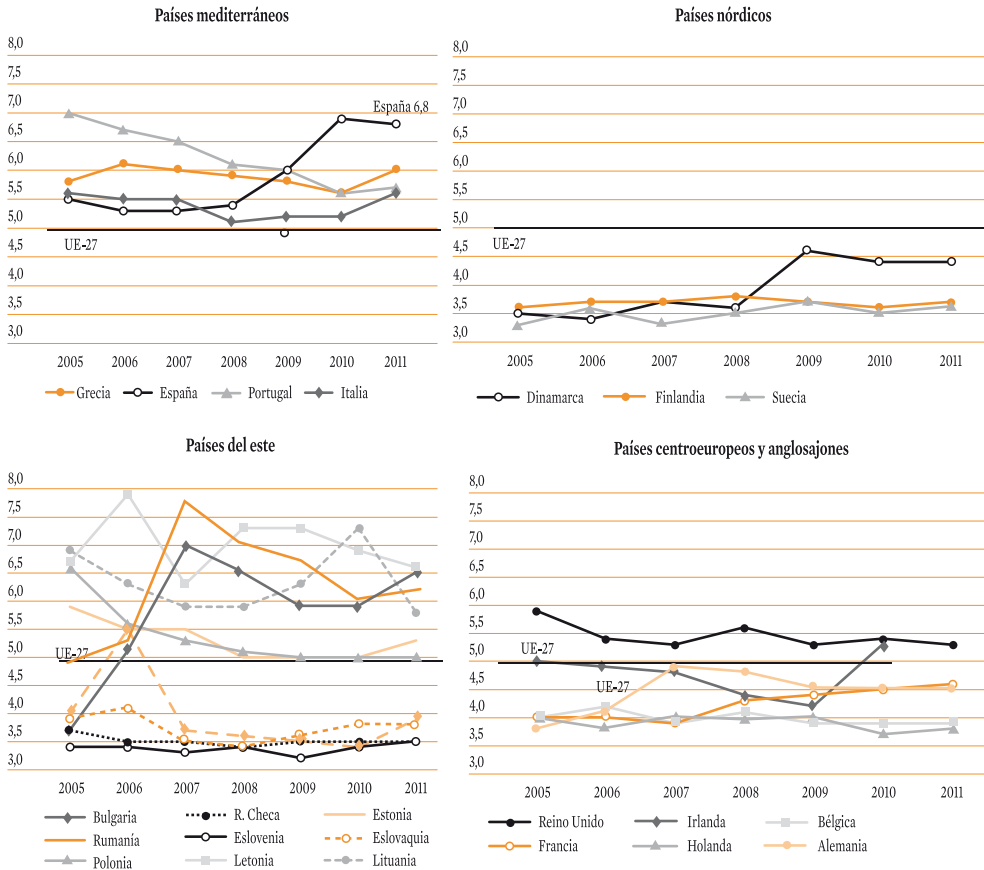 Países mediterráneos
8,0
7,5
7,0
6,5
6,0
5,5
5,0
4,5
4,0
3,5
3,0
España 6,8
UE-27
2005 2006 2007 2008 2009 2010 2011
Grecia España Portugal Italia
Países nórdicos
8,0
7,5
7,0
6,5
6,0
5,5
5,0
4,5
4,0
3,5
3,0
UE-27
2005 2006 2007 2008 2009 2010 2011
Dinamarca Finlandia Suecia
Países del este
8,0
7,5
7,0
6,5
6,0
5,5
5,0
4,5
4,0
3,5
3,0
UE-27
2005 2006 2007 2008 2009 2010 2011
Bulgaria R. Checa Estonia
Rumanía Eslovenia Eslovaquia
Polonia Letonia Lituania
Países centroeuropeos y anglosajones
8,0
7,5
7,0
6,5
6,0
5,5
5,0
4,5
4,0
3,5
3,0
UE-27
UE-27
2005 2006 2007 2008 2009 2010 2011
Reino Unido Irlanda Bélgica
Francia Holanda Alemania